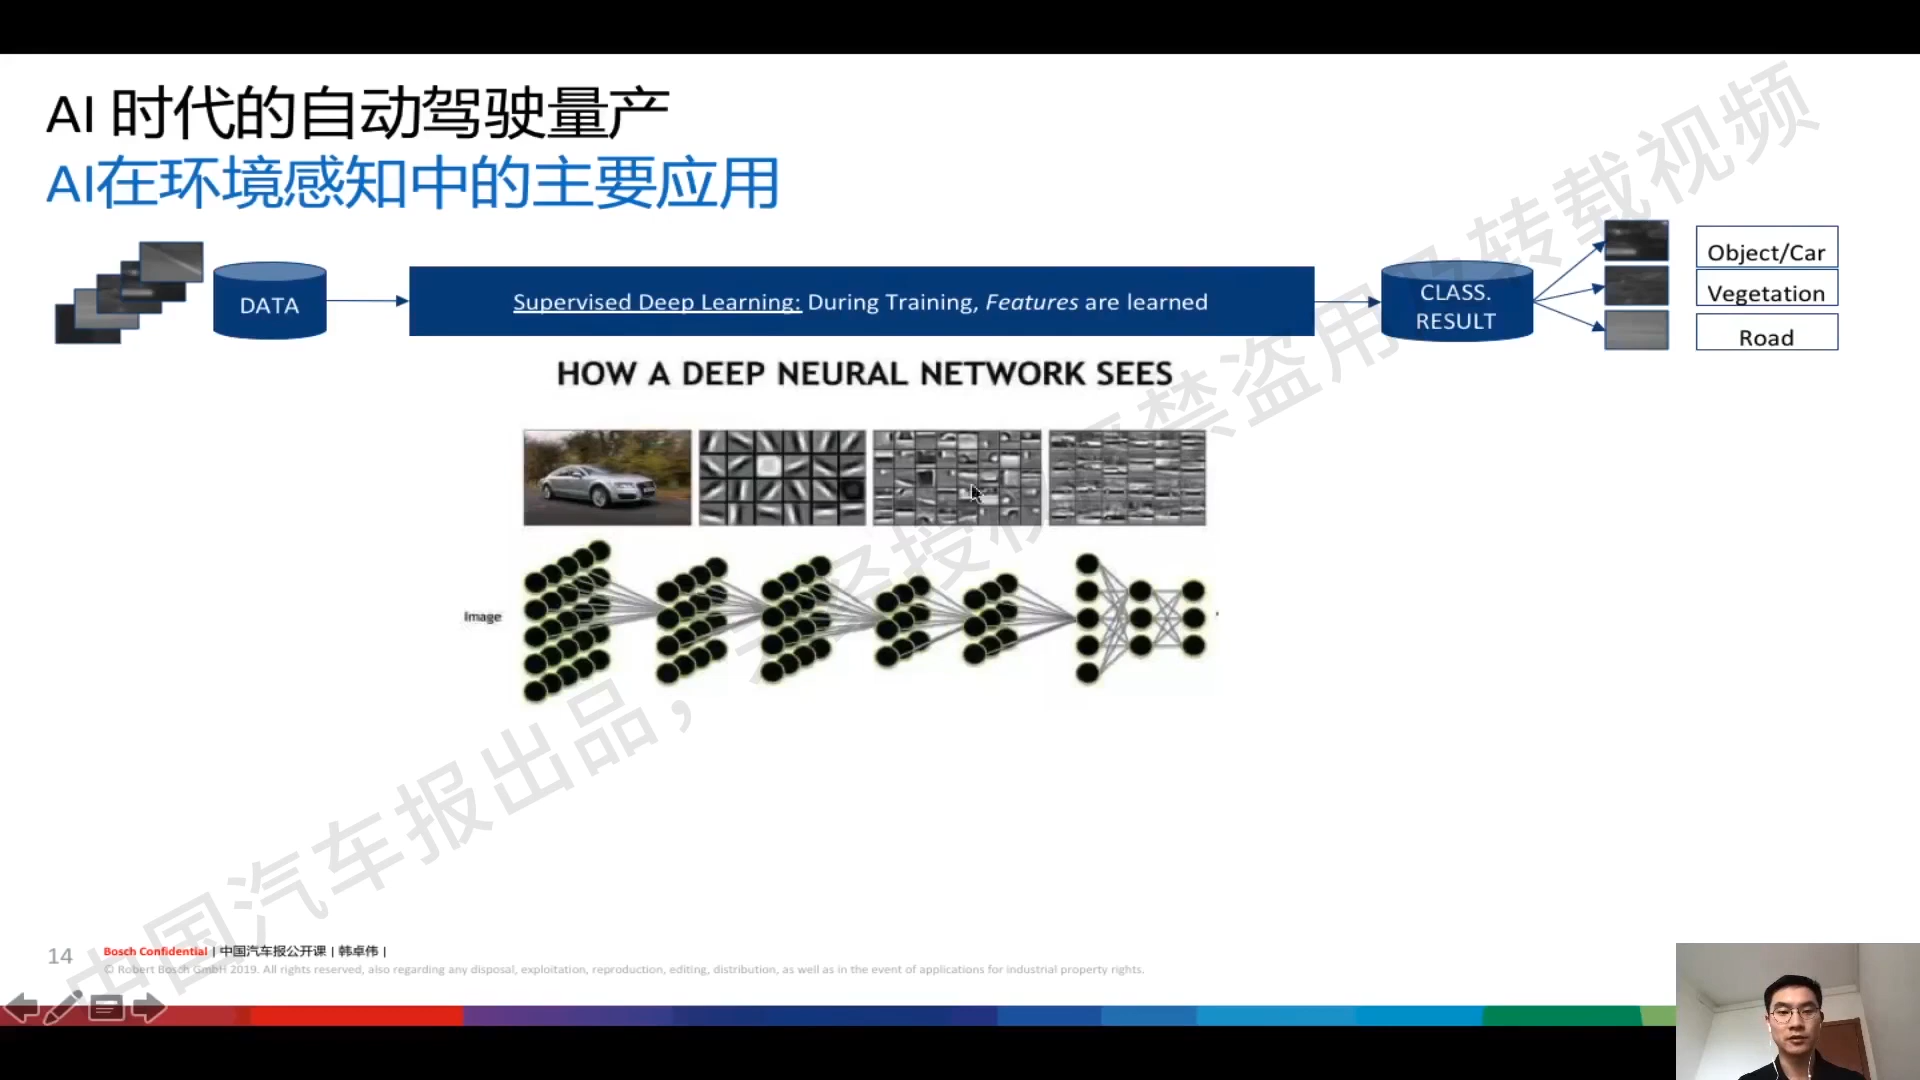 AI 时代的自动驾驶量产
AI在环境感知中的主要应用
DATA
Supervised Deep Learning: During Training, Features are learned
CLASS.
RESULT
Object/Car
Vegetation
Road
HOW A DEEP NEURAL NETWORK SEES
Image
中国汽车报出品，未经授权严禁盗用及转载视频
14
Bosch Confidential | 中国汽车报公开课 | 韩卓伟 |
© Robert Bosch GmbH 2019. All rights reserved, also regarding any disposal, exploitation, reproduction, editing, distribution, as well as in the event of applications for industrial property rights.